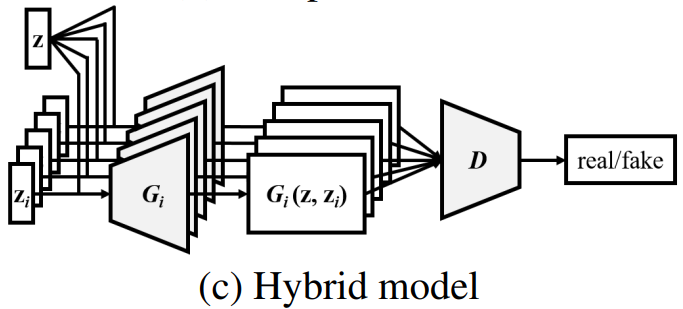 z
z_i
G_i
G_i (z, z_i)
D
real/fake
(c) Hybrid model